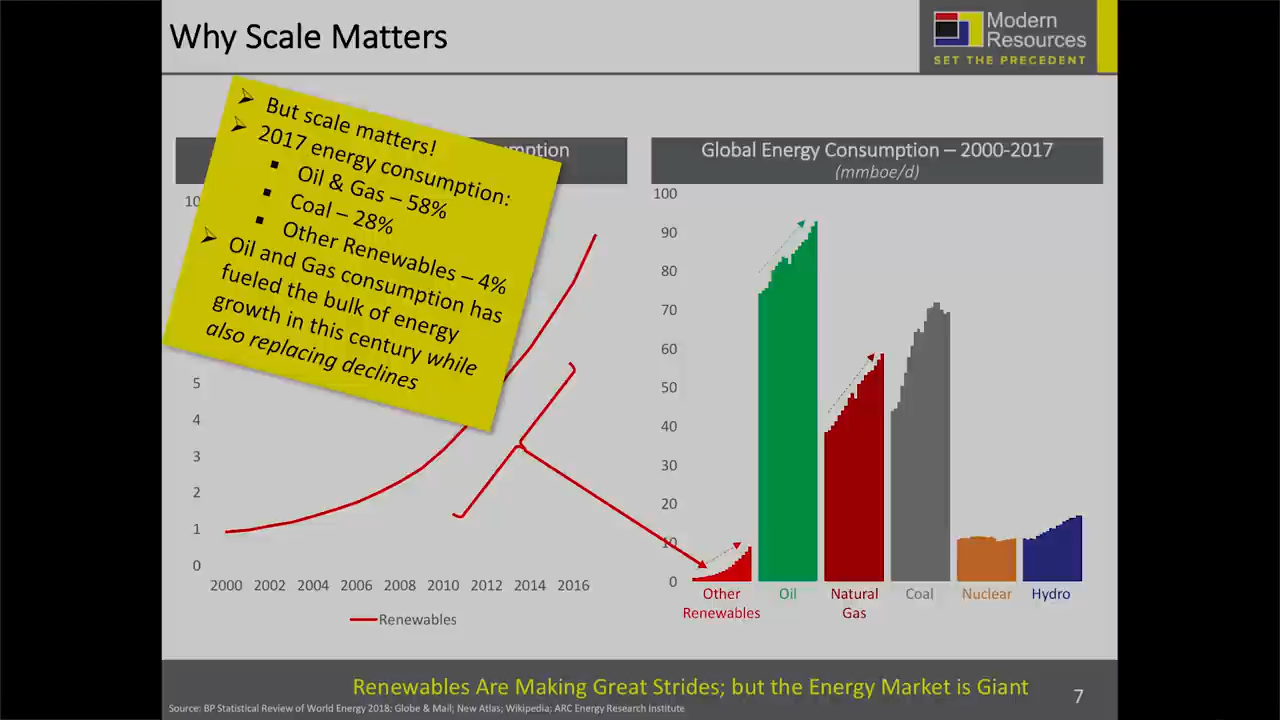 Why Scale Matters
Modern
Resources
SET THE PRECEDENT
But scale matters!
2017 energy consumption:
Oil & Gas – 58%
Coal – 28%
Other Renewables – 4%
Oil and Gas consumption has
fueled the bulk of energy
growth in this century while
also replacing declines
5
4
3
2
1
0
2000 2002 2004 2006 2008 2010 2012 2014 2016
Renewables
Global Energy Consumption – 2000-2017
(mmboe/d)
100
90
80
70
60
50
40
30
20
10
0
Other Oil Natural Coal Nuclear Hydro
Renewables Gas
Renewables Are Making Great Strides; but the Energy Market is Giant
7
Source: BP Statistical Review of World Energy 2018: Globe & Mail; New Atlas; Wikipedia; ARC Energy Research Institute